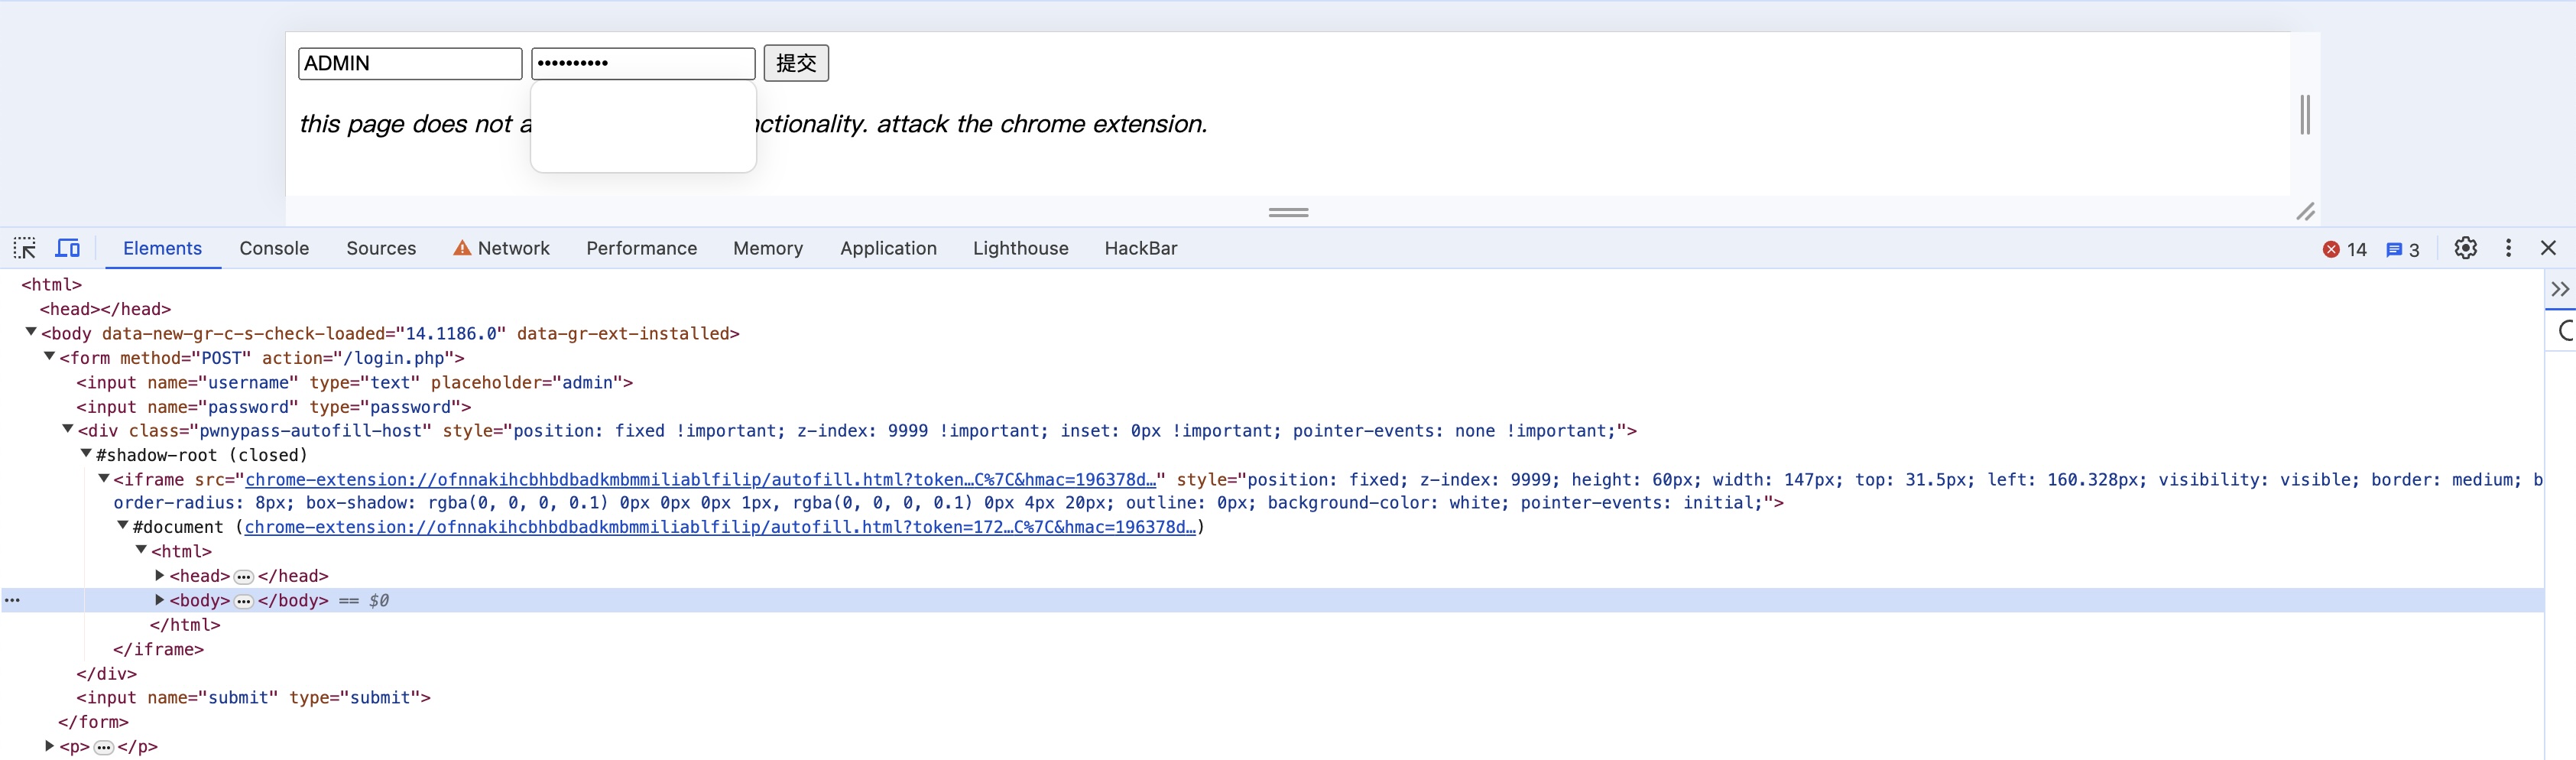 ADMIN •••••••••• 提交
this page does not a nctionality. attack the chrome extension.
Elements Console Sources Network Performance Memory Application Lighthouse HackBar 14 3
<html>
<head></head>
<body data-new-gr-c-s-check-loaded="14.1186.0" data-gr-ext-installed>
<form method="POST" action="/login.php">
<input name="username" type="text" placeholder="admin">
<input name="password" type="password">
<div class="pwnypass-autofill-host" style="position: fixed !important; z-index: 9999 !important; inset: 0px !important; pointer-events: none !important;">
#shadow-root (closed)
<iframe src="chrome-extension://ofnnakihcbhbdbadkmbmmiliablfilip/autofill.html?token…C%7C&hmac=196378d…" style="position: fixed; z-index: 9999; height: 60px; width: 147px; top: 31.5px; left: 160.328px; visibility: visible; border: medium; b
order-radius: 8px; box-shadow: rgba(0, 0, 0, 0.1) 0px 0px 0px 1px, rgba(0, 0, 0, 0.1) 0px 4px 20px; outline: 0px; background-color: white; pointer-events: initial;">
#document (chrome-extension://ofnnakihcbhbdbadkmbmmiliablfilip/autofill.html?token=172…C%7C&hmac=196378d…)
<html>
<head>…</head>
<body>…</body> == $0
</html>
</iframe>
</div>
<input name="submit" type="submit">
</form>
<p>…</p>